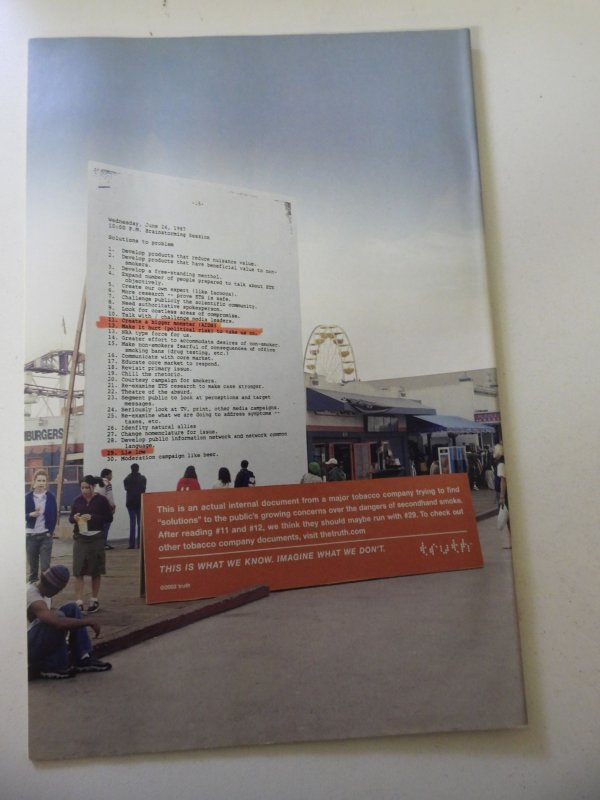 -15-
Wednesday, June 24, 1987
10:00 P.M. Brainstorming Session
Solutions to problem
1. Develop products that reduce nuisance value.
2. Develop products that have beneficial value to non-
smokers.
3. Develop a free-standing menthol.
4. Expand number of people prepared to talk about ETS
objectively.
5. Create our own expert (like lactona).
6. More research -- prove ETS is safe.
7. Challenge publicly the scientific community.
8. Need authoritative spokesperson.
9. Look for costless areas of compromise.
10. Talk with / challenge media leaders.
11. Create a bigger monster (AIDS)
12. Make it hurt (political risk) to take us on.
13. NRA type force for us.
14. Greater effort to accommodate desires of non-smoker.
15. Make non-smokers fearful of consequences of office
smoking bans (drug testing, etc.)
16. Communicate with core market.
17. Educate core market to respond.
18. Revisit primary issue.
19. Chill the rhetoric.
20. Courtesy campaign for smokers.
21. Re-examine ETS research to make case stronger.
22. Theatre of the absurd.
23. Segment public to look at perceptions and target
messages.
24. Seriously look at TV, print, other media campaigns.
25. Re-examine what we are doing to address symptoms --
taxes, etc.
26. Identify natural allies
27. Change nomenclature for issue.
28. Develop public information network and network common
language.
29. Lie low
30. Moderation campaign like beer.
BURGERS
This is an actual internal document from a major tobacco company trying to find
"solutions" to the public's growing concerns over the dangers of secondhand smoke.
After reading #11 and #12, we think they should maybe run with #29. To check out
other tobacco company documents, visit thetruth.com
THIS IS WHAT WE KNOW. IMAGINE WHAT WE DON'T.
©2002 truth